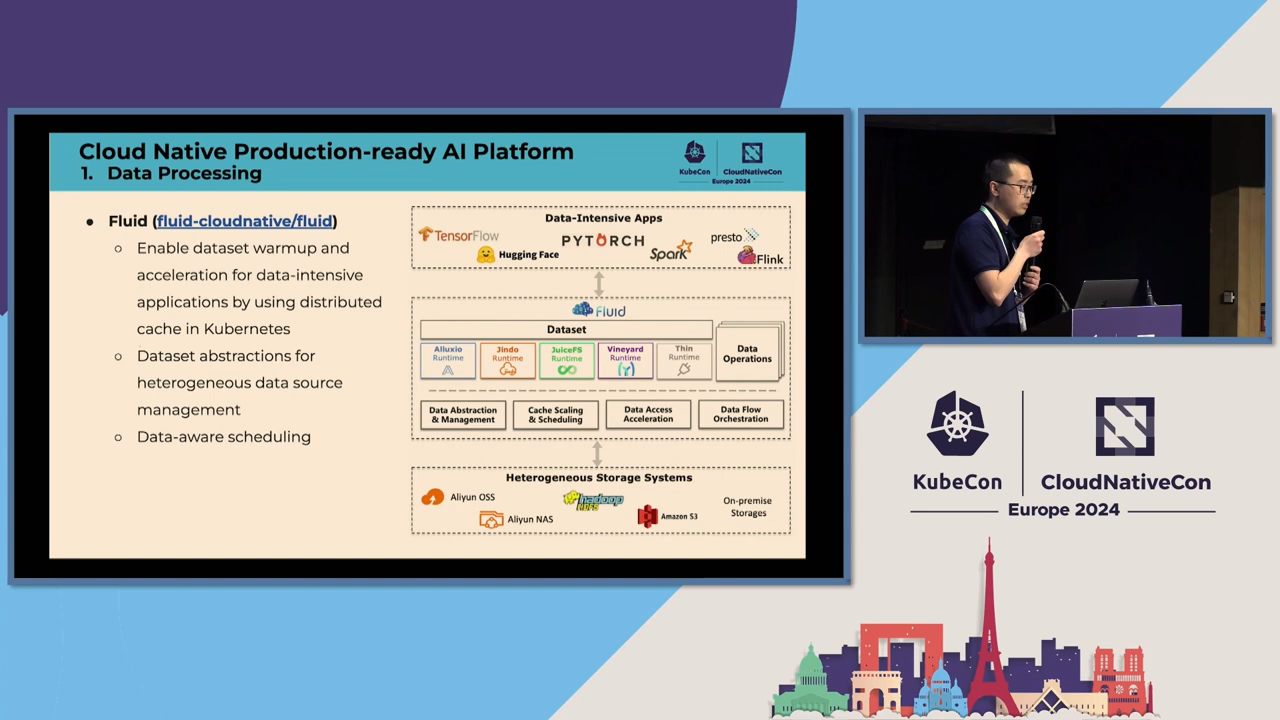 Cloud Native Production-ready AI Platform
1. Data Processing
KubeCon
CloudNativeCon
Europe 2024
● Fluid (fluid-cloudnative/fluid)
○ Enable dataset warmup and
acceleration for data-intensive
applications by using distributed
cache in Kubernetes
○ Dataset abstractions for
heterogeneous data source
management
○ Data-aware scheduling
Data-Intensive Apps
TensorFlow
PYTORCH
presto
Hugging Face
Spark
Flink
Fluid
Dataset
Alluxio
Runtime
Jindo
Runtime
JuiceFS
Runtime
Vineyard
Runtime
Thin
Runtime
Data
Operations
Data Abstraction
& Management
Cache Scaling
& Scheduling
Data Access
Acceleration
Data Flow
Orchestration
Heterogeneous Storage Systems
Aliyun OSS
hadoop
HDFS
On-premise
Storages
Aliyun NAS
Amazon S3
KubeCon
CloudNativeCon
Europe 2024